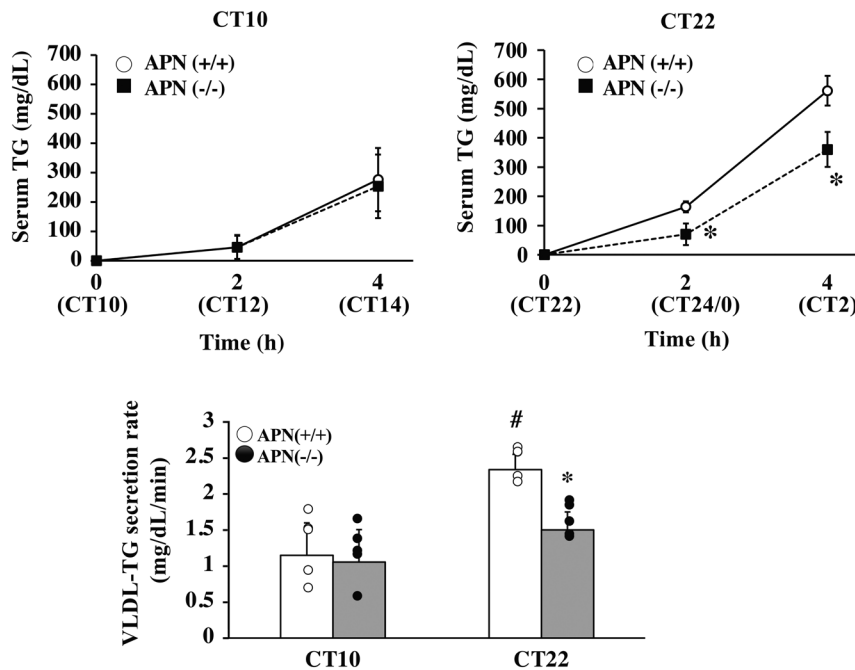 CT10
Serum TG (mg/dL)
700
600
500
400
300
200
100
0
APN (+/+)
APN (-/-)
0
2
4
(CT10)
(CT12)
(CT14)
Time (h)
CT22
Serum TG (mg/dL)
700
600
500
400
300
200
100
0
APN (+/+)
APN (-/-)
*
*
0
2
4
(CT22)
(CT24/0)
(CT2)
Time (h)
VLDL-TG secretion rate
(mg/dL/min)
3
2.5
2
1.5
1
0.5
0
APN(+/+)
APN(-/-)
#
*
CT10
CT22